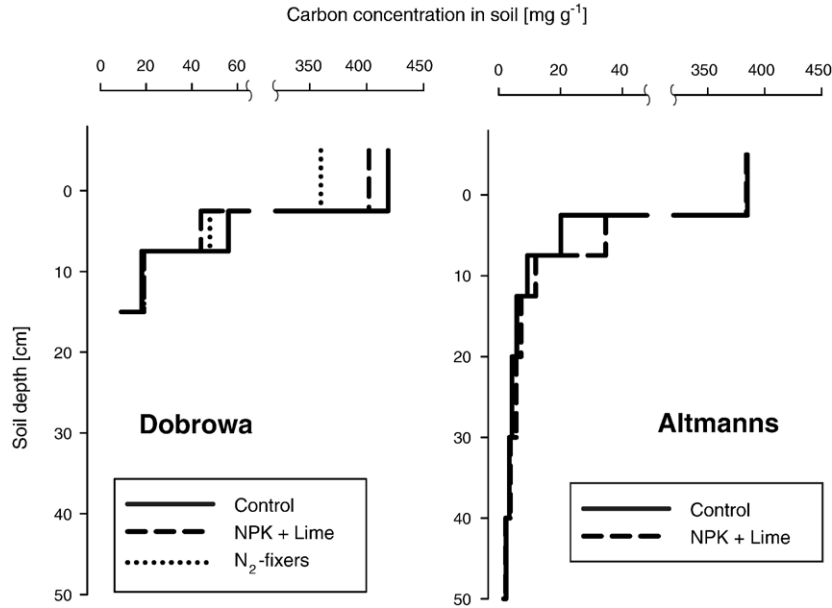 Carbon concentration in soil [mg g⁻¹]
0 20 40 60 350 400 450
0 20 40 350 400 450
Soil depth [cm]
0
10
20
30
40
50
0
10
20
30
40
50
Dobrowa
Altmanns
Control
NPK + Lime
N₂-fixers
Control
NPK + Lime